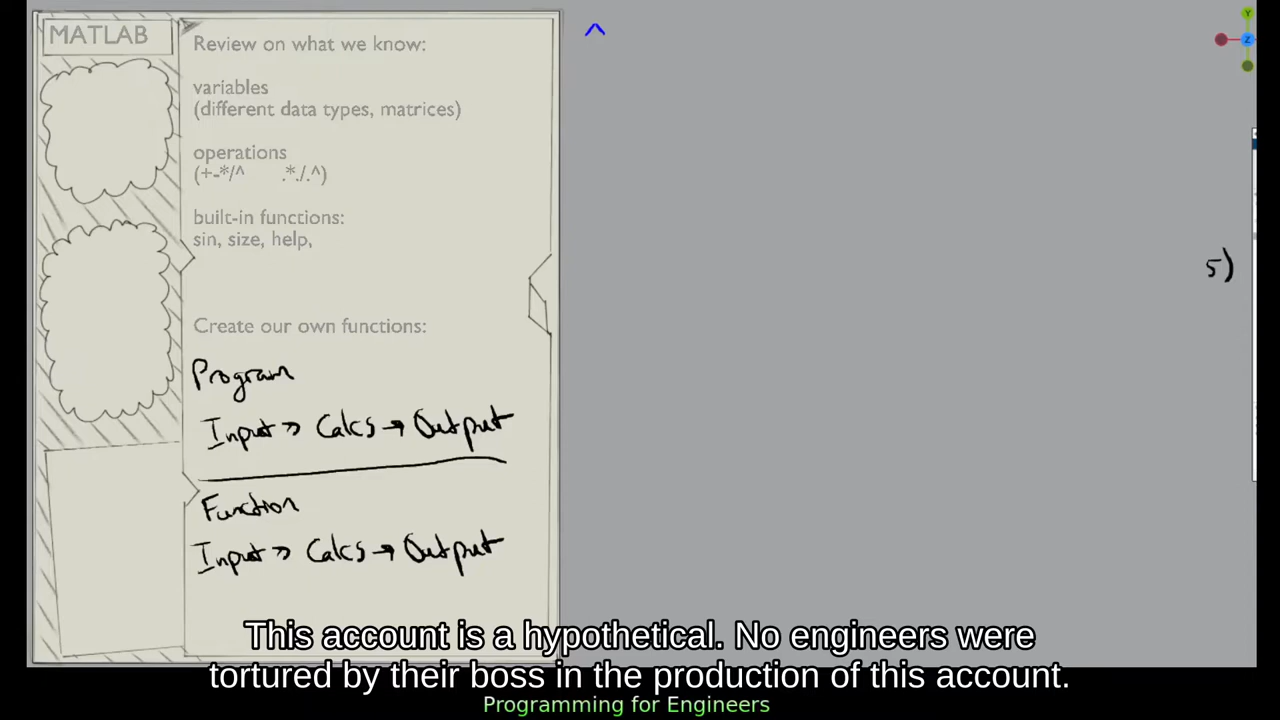 MATLAB
Review on what we know:
variables
(different data types, matrices)
operations
(+-*/^ .*./.^)
built-in functions:
sin, size, help,
5)
Create our own functions:
Program
Input » Calcs → Output
Function
Input » Calcs → Output
This account is a hypothetical. No engineers were
tortured by their boss in the production of this account.
Programming for Engineers